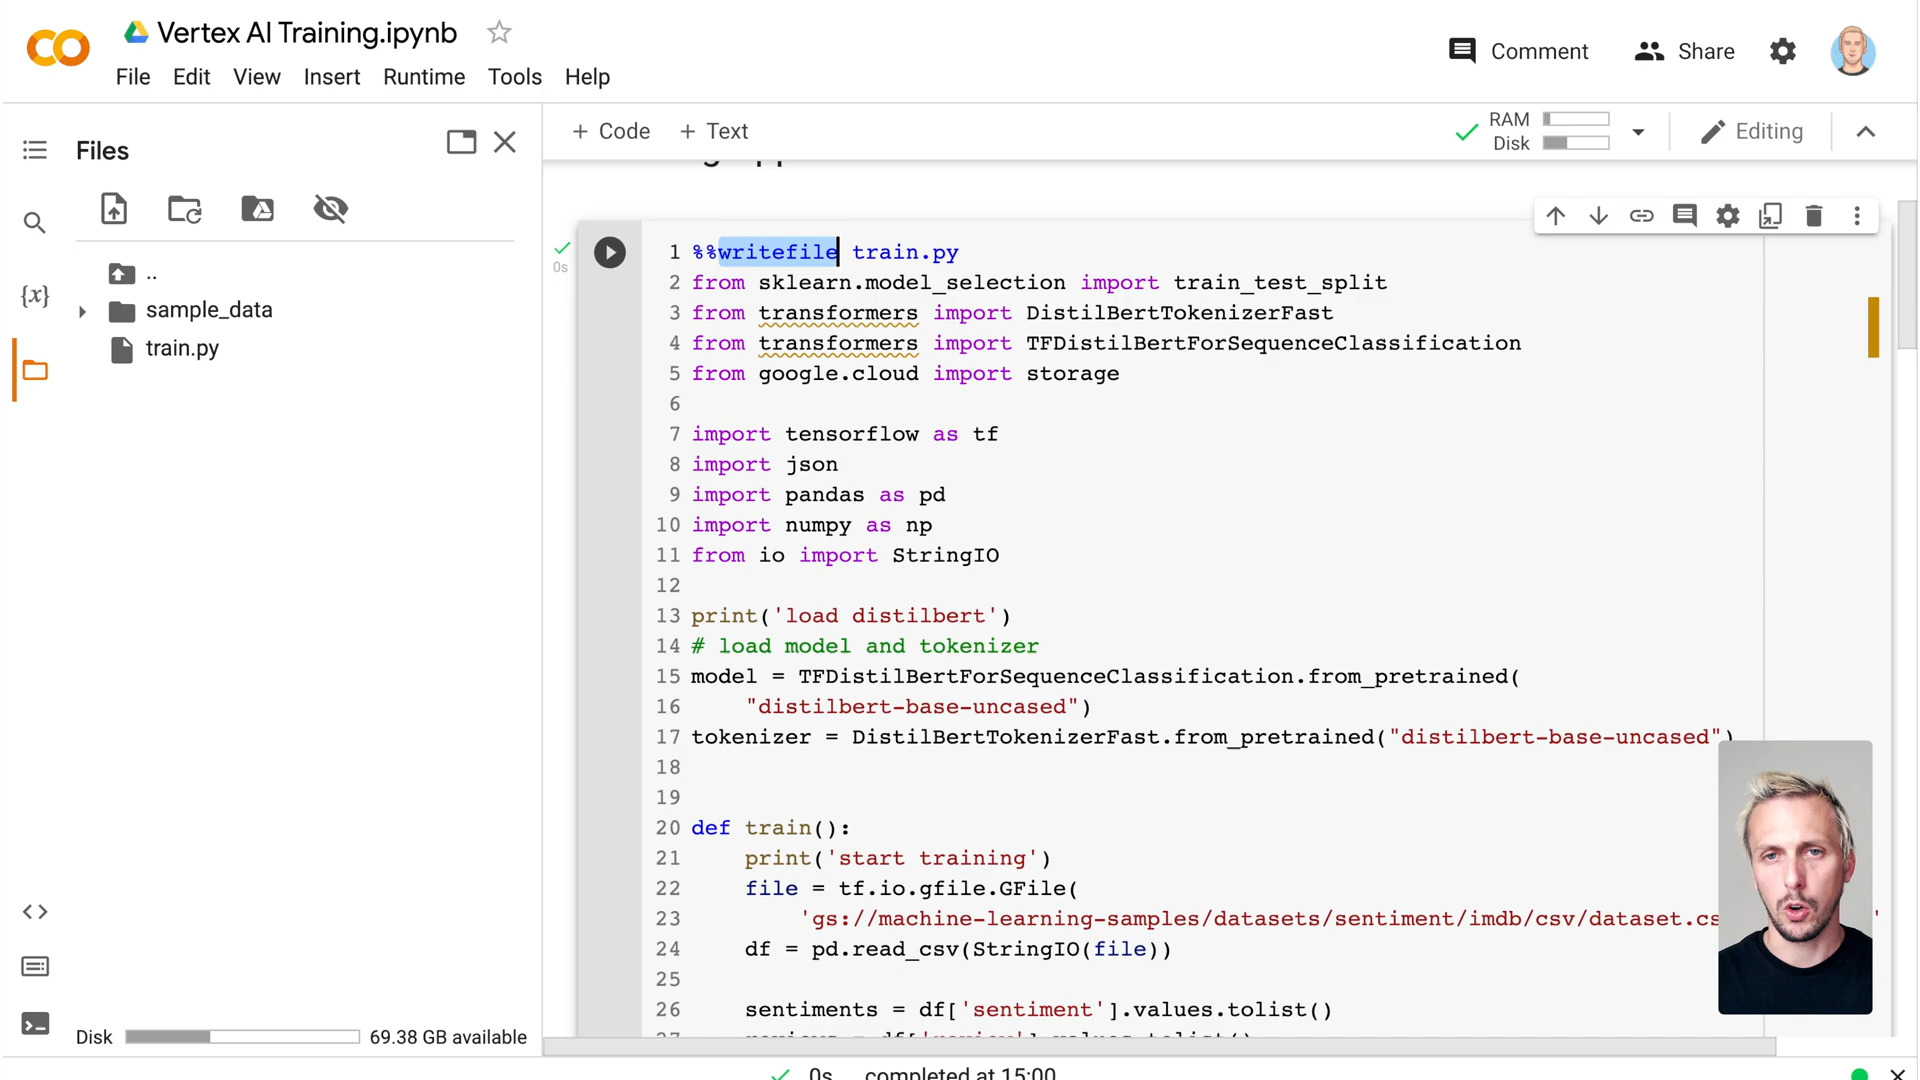 Vertex AI Training.ipynb
File Edit View Insert Runtime Tools Help
Comment
Share
Files
+ Code + Text
RAM
Disk
Editing
..
sample_data
train.py
{x}
0s
1 %%writefile train.py
2 from sklearn.model_selection import train_test_split
3 from transformers import DistilBertTokenizerFast
4 from transformers import TFDistilBertForSequenceClassification
5 from google.cloud import storage
6
7 import tensorflow as tf
8 import json
9 import pandas as pd
10 import numpy as np
11 from io import StringIO
12
13 print('load distilbert')
14 # load model and tokenizer
15 model = TFDistilBertForSequenceClassification.from_pretrained(
16 "distilbert-base-uncased")
17 tokenizer = DistilBertTokenizerFast.from_pretrained("distilbert-base-uncased")
18
19
20 def train():
21 print('start training')
22 file = tf.io.gfile.GFile(
23 'gs://machine-learning-samples/datasets/sentiment/imdb/csv/dataset.cs
24 df = pd.read_csv(StringIO(file))
25
26 sentiments = df['sentiment'].values.tolist()
Disk 69.38 GB available
0s completed at 15:00